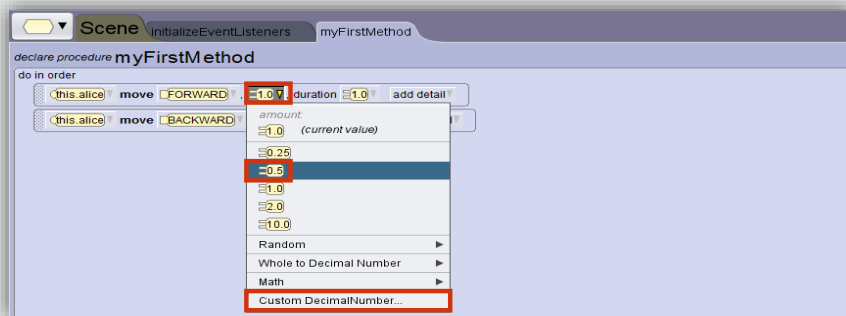 Scene initializeEventListeners myFirstMethod
declare procedure myFirstMethod
do in order
this.alice move FORWARD , 1.0 , duration 1.0 add detail
this.alice move BACKWARD
amount:
1.0 (current value)
0.25
0.5
1.0
2.0
10.0
Random
Whole to Decimal Number
Math
Custom DecimalNumber...